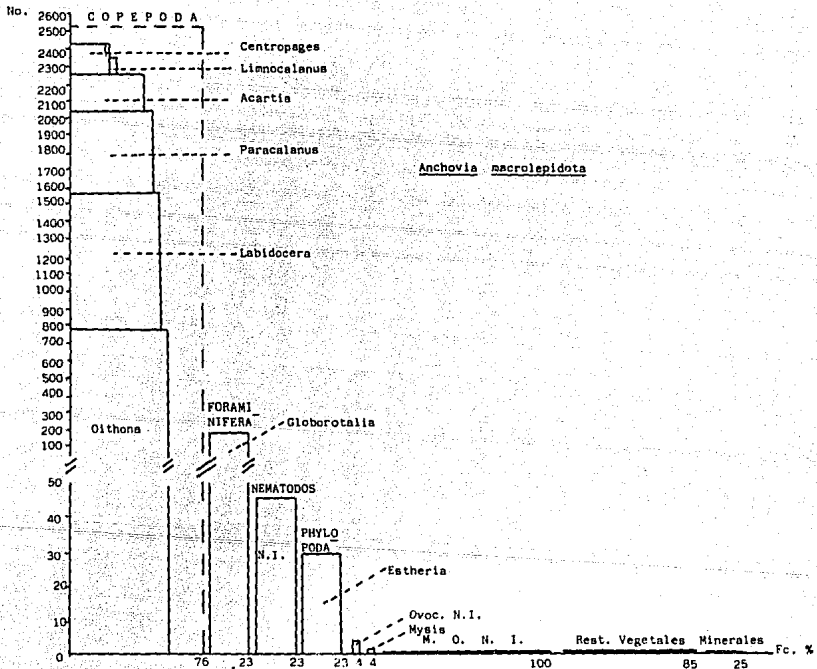 No.
2600
2500
2400
2300
2200
2100
2000
1900
1800
1700
1600
1500
1400
1300
1200
1100
1000
900
800
700
600
500
400
300
200
100
50
40
30
20
10
0
C O P E P O D A
Centropages
Limnocalanus
Acartia
Paracalanus
Anchovia macrolepidota
Labidocera
Oithona
FORAMI_
NIFERA
Globorotalia
NEMATODOS
N.I.
PHYLO
PODA
Estheria
Ovoc. N.I.
Mysis
M. O. N. I.
Rest. Vegetales
Minerales
Fc. %
76 23 23 23 4 4 100 85 25